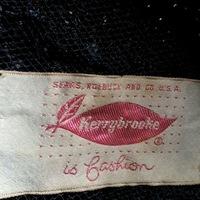 SEARS, ROEBUCK AND CO. U.S.A.
Kerrybrooke
®
is fashion